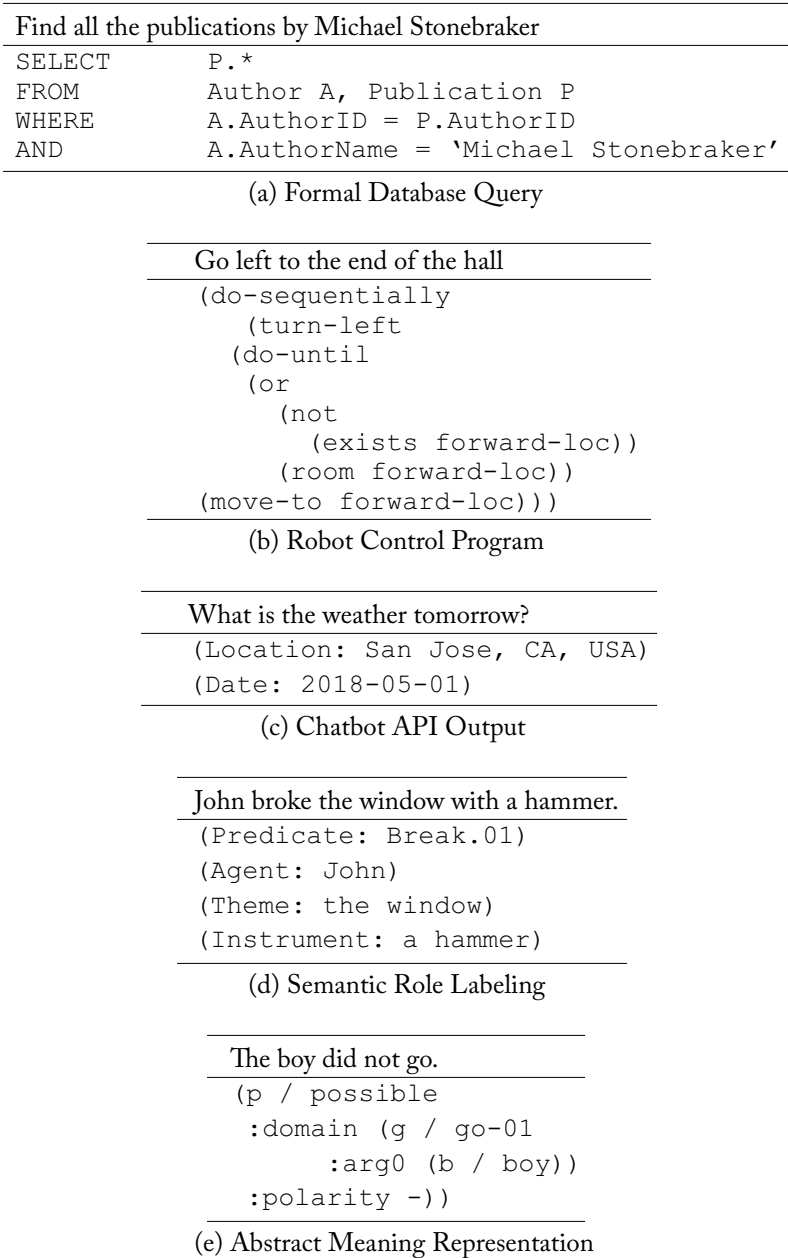 Find all the publications by Michael Stonebraker
SELECT P.*
FROM Author A, Publication P
WHERE A.AuthorID = P.AuthorID
AND A.AuthorName = ‘Michael Stonebraker’
(a) Formal Database Query
Go left to the end of the hall
(do-sequentially
(turn-left
(do-until
(or
(not
(exists forward-loc))
(room forward-loc))
(move-to forward-loc)))
(b) Robot Control Program
What is the weather tomorrow?
(Location: San Jose, CA, USA)
(Date: 2018-05-01)
(c) Chatbot API Output
John broke the window with a hammer.
(Predicate: Break.01)
(Agent: John)
(Theme: the window)
(Instrument: a hammer)
(d) Semantic Role Labeling
The boy did not go.
(p / possible
:domain (g / go-01
:arg0 (b / boy))
:polarity -))
(e) Abstract Meaning Representation